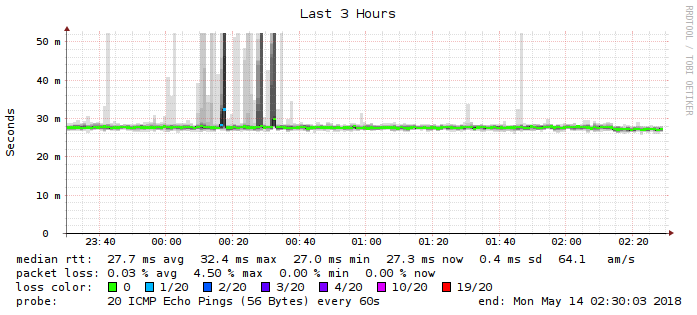 Last 3 Hours
RRDTOOL / TOBI OETIKER
Seconds
50 m
40 m
30 m
20 m
10 m
0
23:40 00:00 00:20 00:40 01:00 01:20 01:40 02:00 02:20
median rtt: 27.7 ms avg 32.4 ms max 27.0 ms min 27.3 ms now 0.4 ms sd 64.1 am/s
packet loss: 0.03 % avg 4.50 % max 0.00 % min 0.00 % now
loss color: 0 1/20 2/20 3/20 4/20 10/20 19/20
probe: 20 ICMP Echo Pings (56 Bytes) every 60s end: Mon May 14 02:30:03 2018